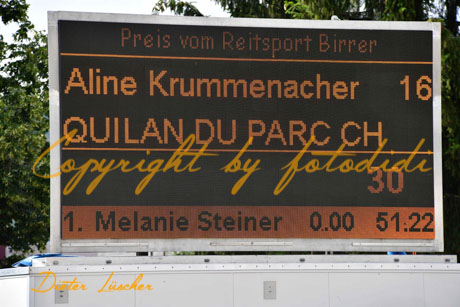 Preis vom Reitsport Birrer
Aline Krummenacher 16
QUILAN DU PARC CH
Copyright by fotodidi
30
1. Melanie Steiner 0.00 51.22
Dieter Lüscher